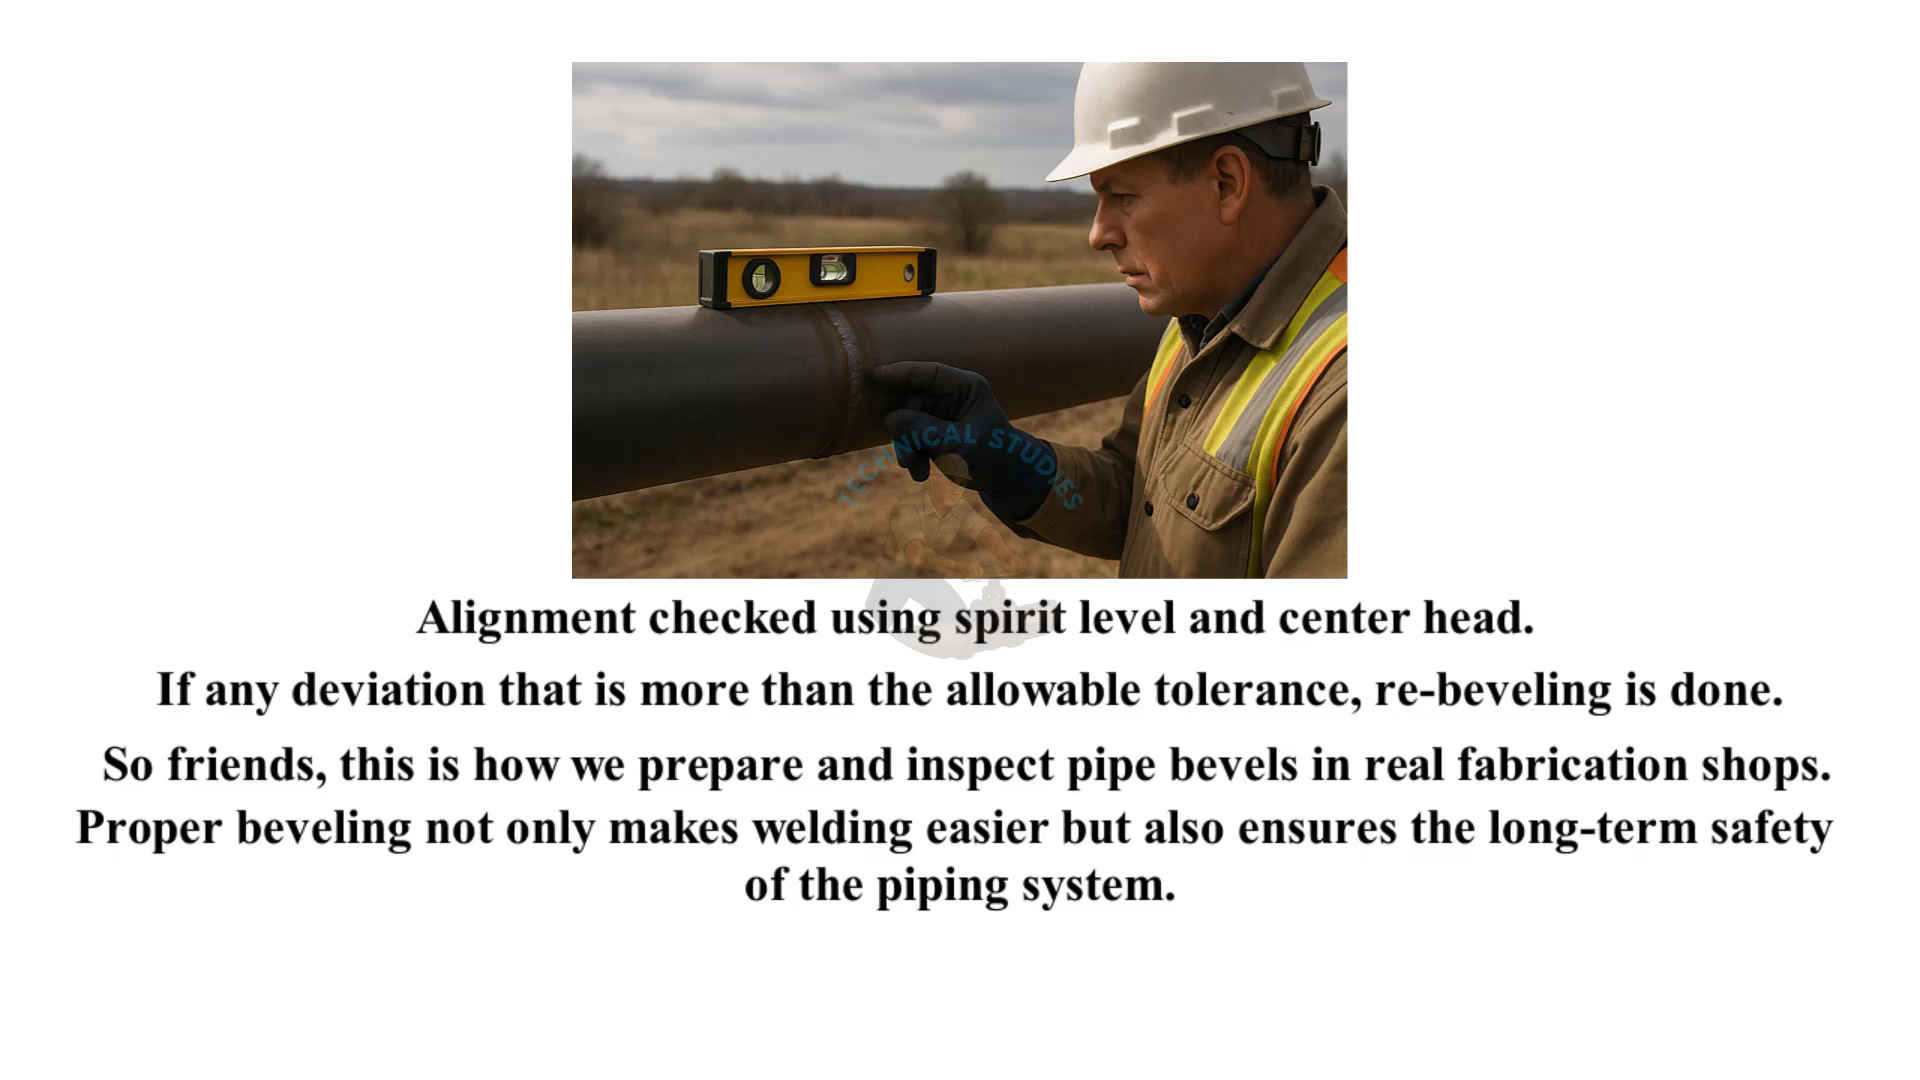 TECHNICAL STUDIES
Alignment checked using spirit level and center head.
If any deviation that is more than the allowable tolerance, re-beveling is done.
So friends, this is how we prepare and inspect pipe bevels in real fabrication shops.
Proper beveling not only makes welding easier but also ensures the long-term safety
of the piping system.